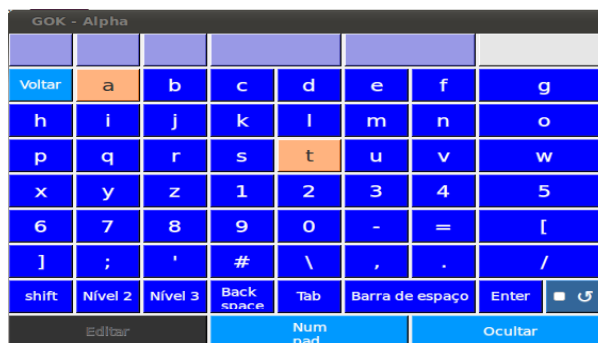 GOK - Alpha
Voltar a b c d e f g
h i j k l m n o
p q r s t u v w
x y z 1 2 3 4 5
6 7 8 9 0 - = [
] ; ' # \ , . /
shift Nível 2 Nível 3 Back space Tab Barra de espaço Enter
Editar Num pad Ocultar